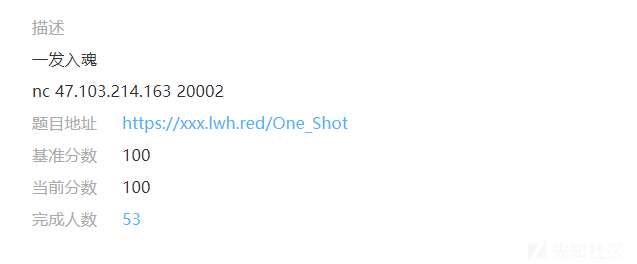 描述
一发入魂
nc 47.103.214.163 20002
题目地址 https://xxx.lwh.red/One_Shot
基准分数 100
当前分数 100
完成人数 53
先知社区